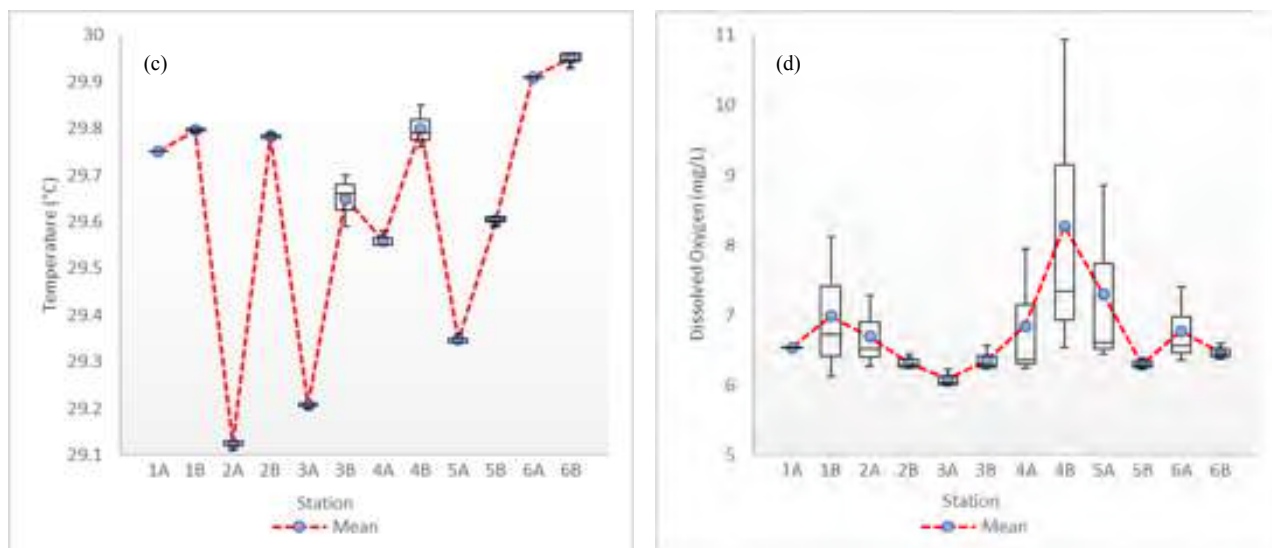 (c)
Temperature (°C)
30
29.9
29.8
29.7
29.6
29.5
29.4
29.3
29.2
29.1
1A 1B 2A 2B 3A 3B 4A 4B 5A 5B 6A 6B
Station
Mean
(d)
Dissolved Oxygen (mg/L)
11
10
9
8
7
6
5
1A 1B 2A 2B 3A 3B 4A 4B 5A 5B 6A 6B
Station
Mean